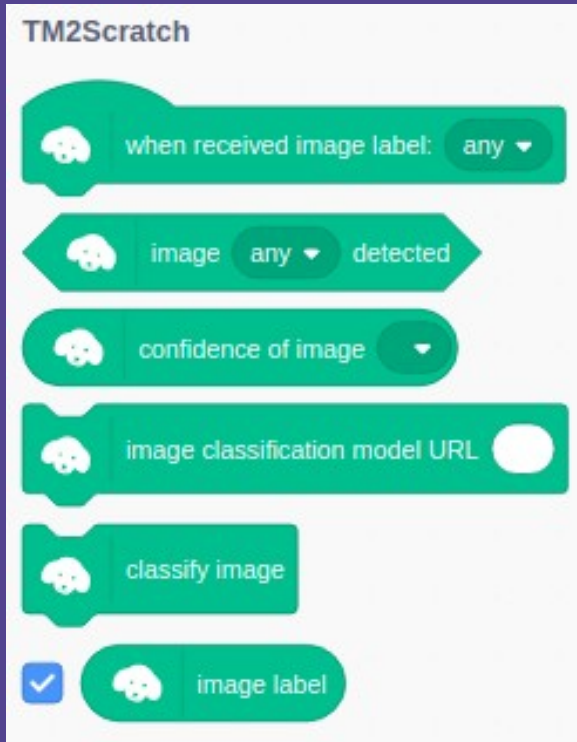 TM2Scratch
when received image label: any
image any detected
confidence of image
image classification model URL
classify image
image label